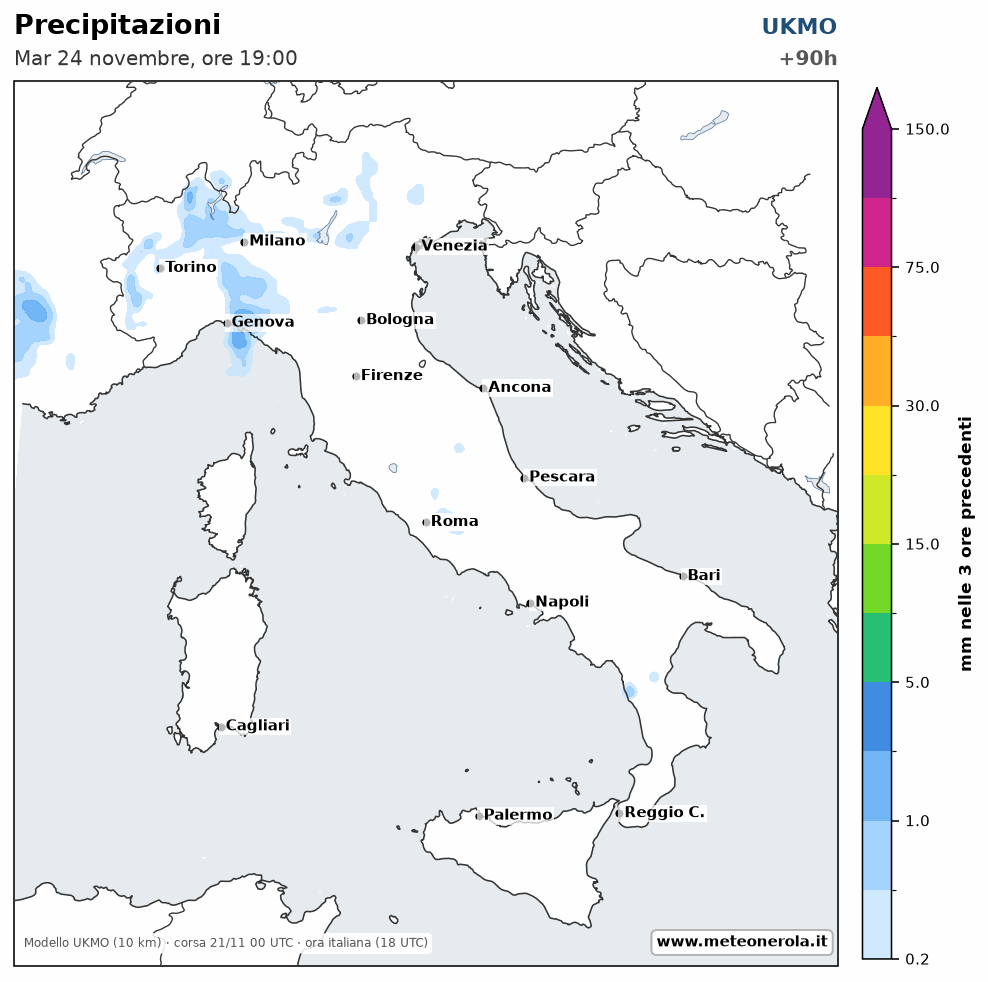 Precipitazioni
UKMO
Mar 24 novembre, ore 19:00
+90h
150.0
75.0
30.0
15.0
5.0
1.0
0.2
mm nelle 3 ore precedenti
Milano
Venezia
Torino
Bologna
Genova
Firenze
Ancona
Pescara
Roma
Bari
Napoli
Cagliari
Palermo
Reggio C.
Modello UKMO (10 km) · corsa 21/11 00 UTC · ora italiana (18 UTC)
www.meteonerola.it